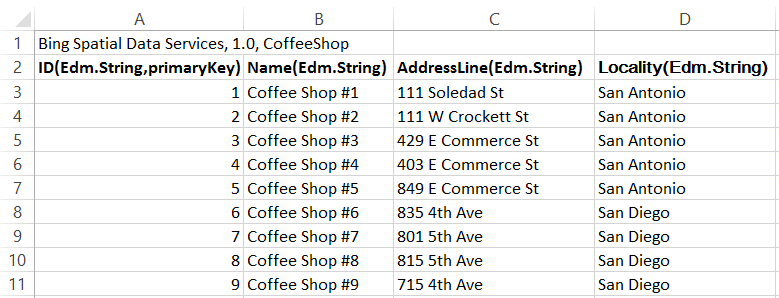 A B C D
1 Bing Spatial Data Services, 1.0, CoffeeShop
2 ID(Edm.String,primaryKey) Name(Edm.String) AddressLine(Edm.String) Locality(Edm.String)
3 1 Coffee Shop #1 111 Soledad St San Antonio
4 2 Coffee Shop #2 111 W Crockett St San Antonio
5 3 Coffee Shop #3 429 E Commerce St San Antonio
6 4 Coffee Shop #4 403 E Commerce St San Antonio
7 5 Coffee Shop #5 849 E Commerce St San Antonio
8 6 Coffee Shop #6 835 4th Ave San Diego
9 7 Coffee Shop #7 801 5th Ave San Diego
10 8 Coffee Shop #8 815 5th Ave San Diego
11 9 Coffee Shop #9 715 4th Ave San Diego